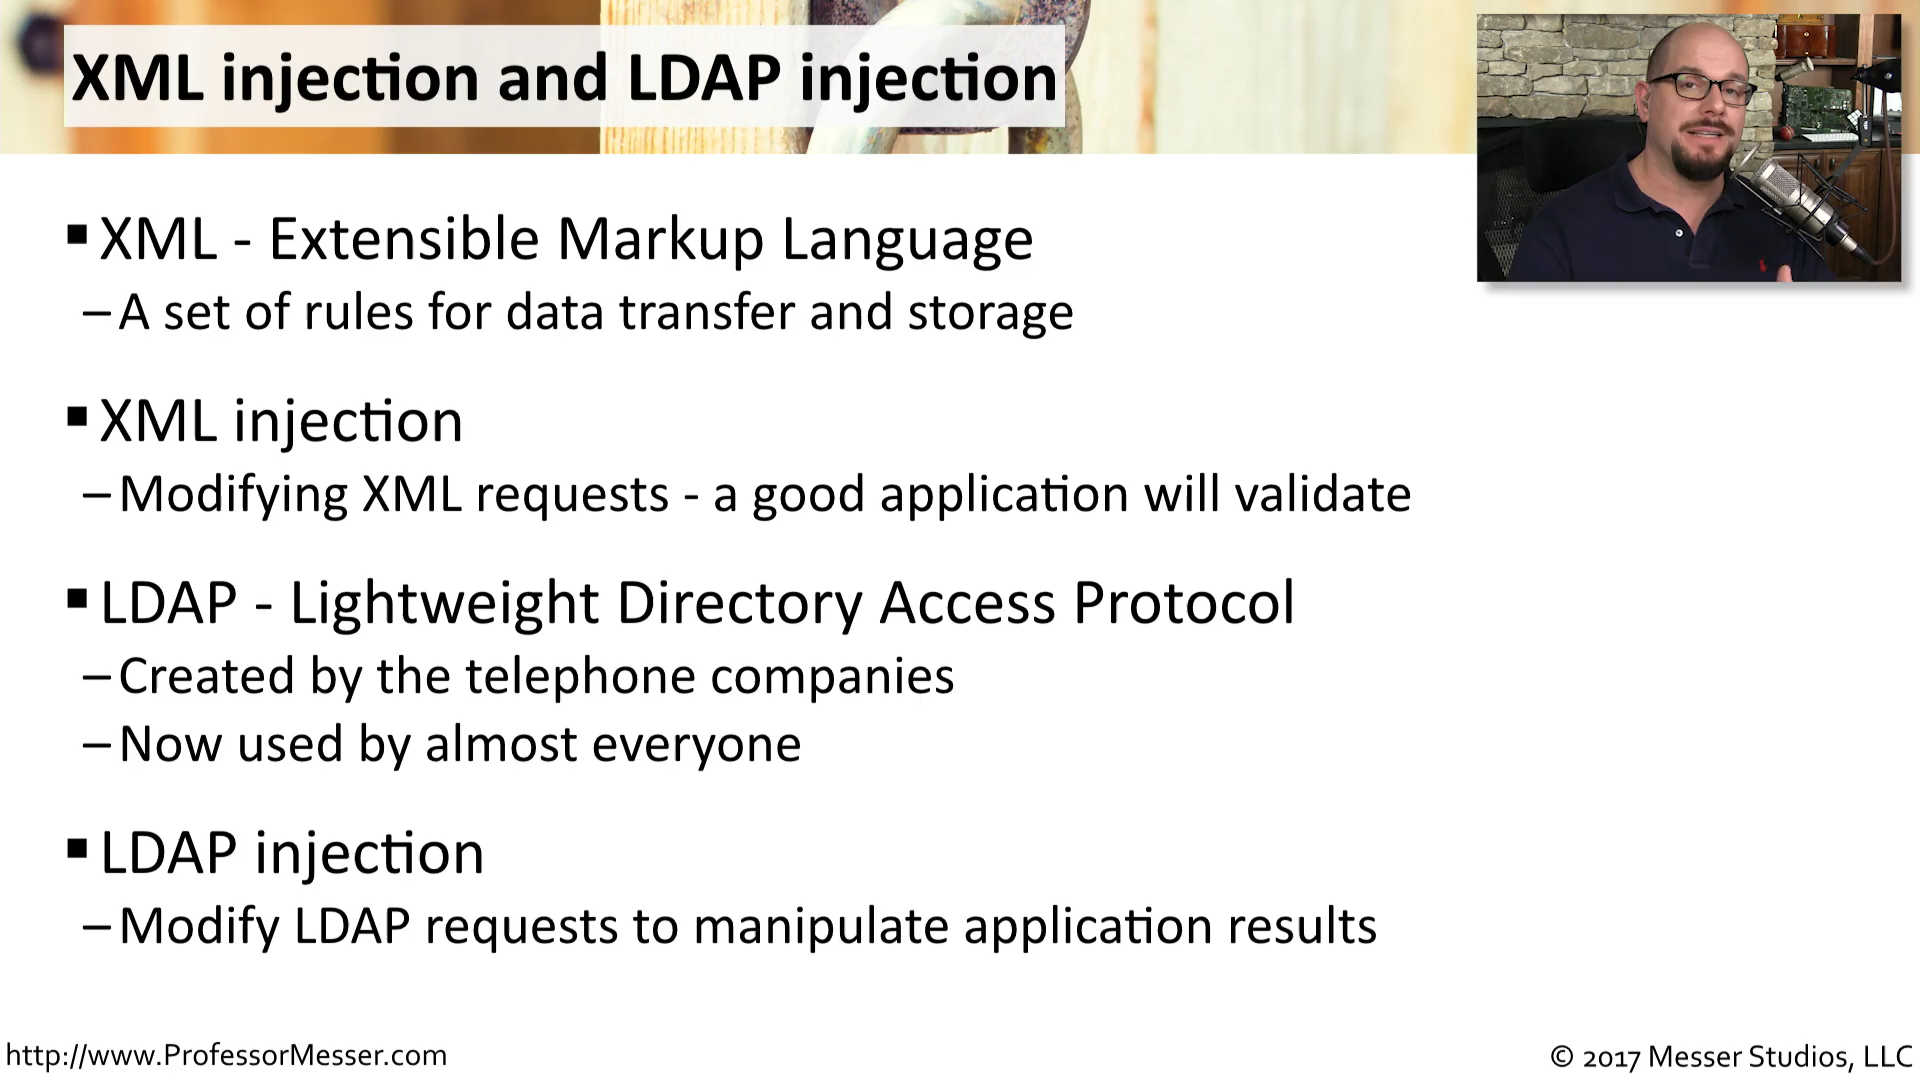 XML injection and LDAP injection
▪ XML - Extensible Markup Language
– A set of rules for data transfer and storage
▪ XML injection
– Modifying XML requests - a good application will validate
▪ LDAP - Lightweight Directory Access Protocol
– Created by the telephone companies
– Now used by almost everyone
▪ LDAP injection
– Modify LDAP requests to manipulate application results
http://www.ProfessorMesser.com
© 2017 Messer Studios, LLC